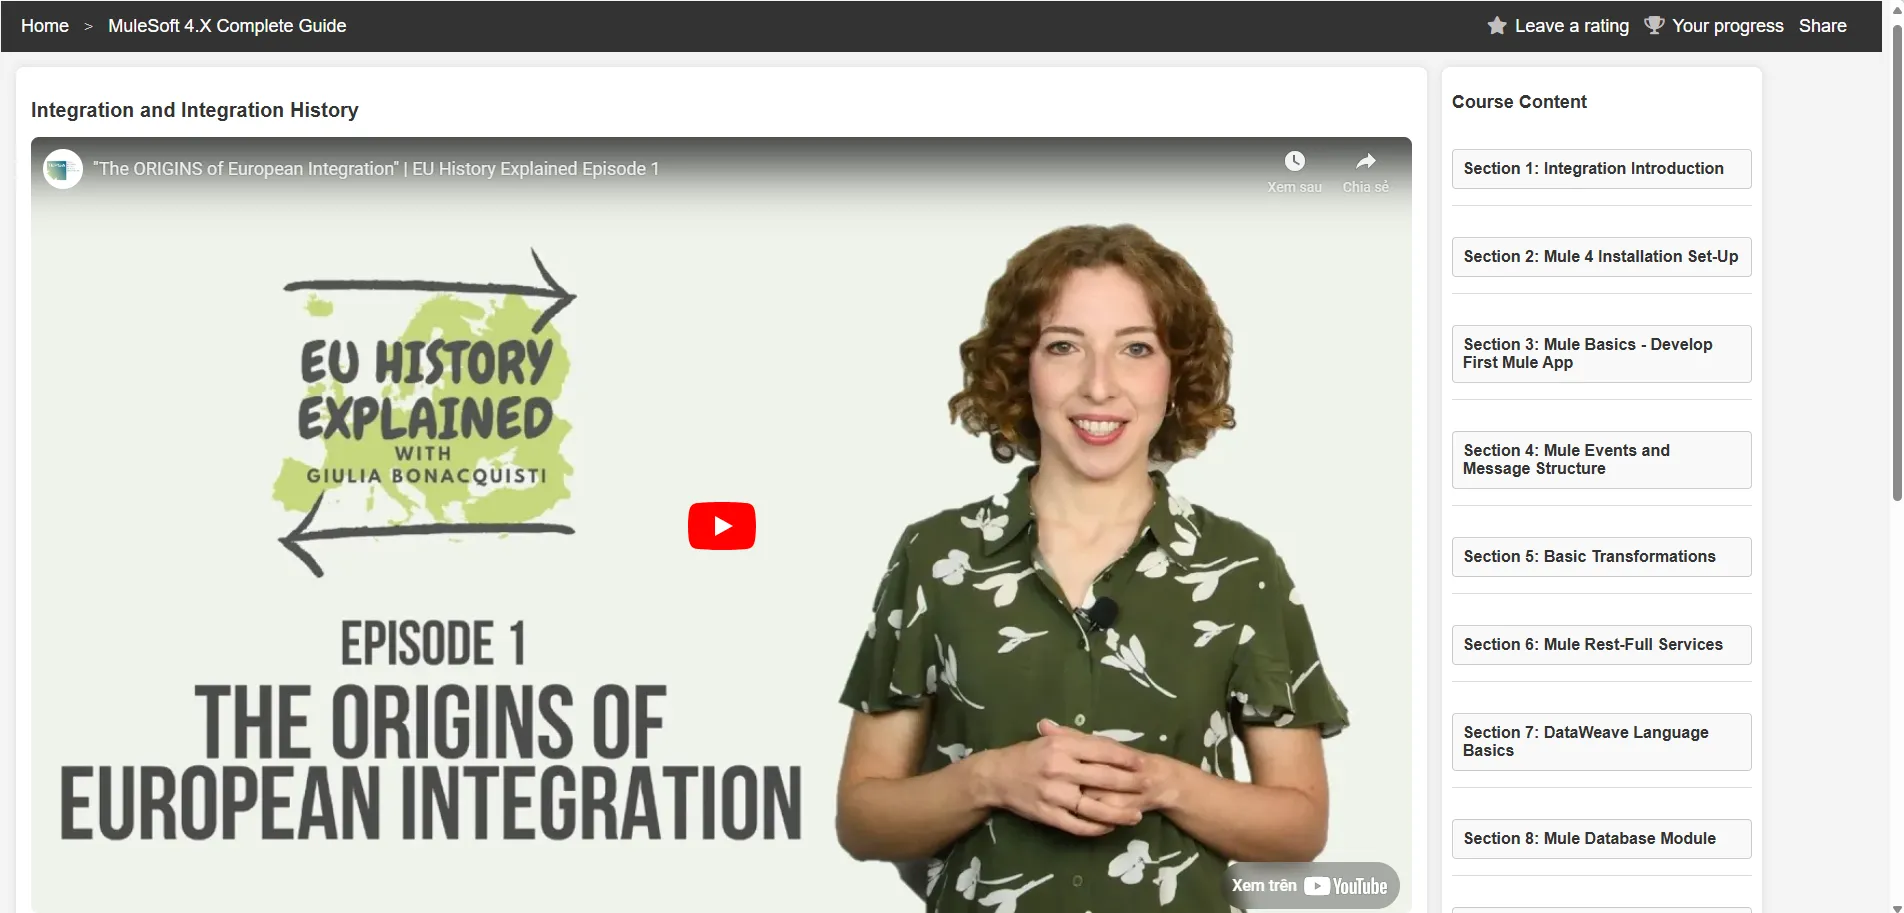 Home > MuleSoft 4.X Complete Guide
Leave a rating Your progress Share
Integration and Integration History
"The ORIGINS of European Integration" | EU History Explained Episode 1
Xem sau Chia sẻ
EU HISTORY
EXPLAINED
WITH
GIULIA BONACQUISTI
EPISODE 1
THE ORIGINS OF
EUROPEAN INTEGRATION
Xem trên YouTube
Course Content
Section 1: Integration Introduction
Section 2: Mule 4 Installation Set-Up
Section 3: Mule Basics - Develop
First Mule App
Section 4: Mule Events and
Message Structure
Section 5: Basic Transformations
Section 6: Mule Rest-Full Services
Section 7: DataWeave Language
Basics
Section 8: Mule Database Module